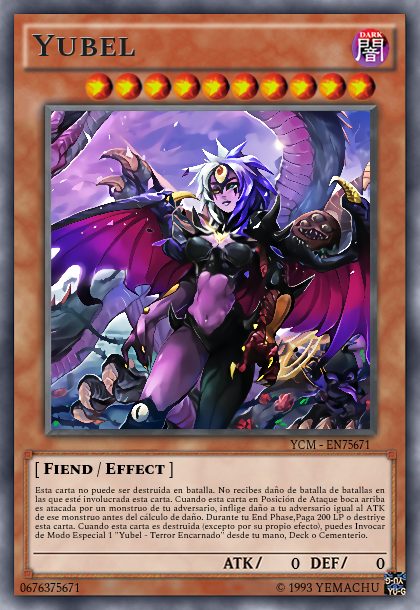 YUBEL
DARK
闇
YCM - EN75671
[ FIEND / EFFECT ]
Esta carta no puede ser destruida en batalla. No recibes daño de batalla de batallas en
las que esté involucrada esta carta. Cuando esta carta en Posición de Ataque boca arriba
es atacada por un monstruo de tu adversario, inflige daño a tu adversario igual al ATK
de ese monstruo antes del cálculo de daño. Durante tu End Phase,Paga 200 LP o destriye
esta carta. Cuando esta carta es destruida (excepto por su propio efecto), puedes Invocar
de Modo Especial 1 "Yubel - Terror Encarnado" desde tu mano, Deck o Cementerio.
ATK/ 0 DEF/ 0
0676375671 © 1993 YEMACHU
YU-G